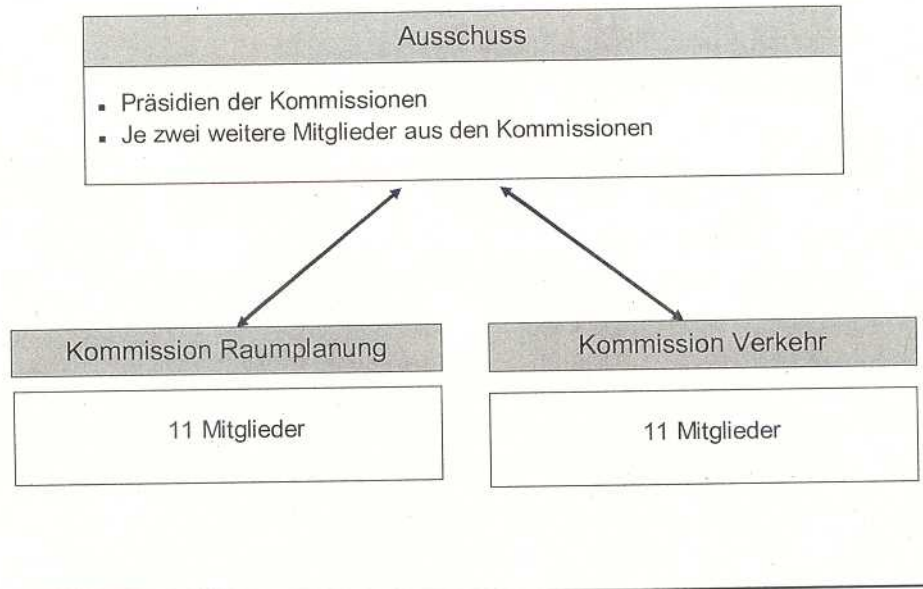 Ausschuss
▪ Präsidien der Kommissionen
▪ Je zwei weitere Mitglieder aus den Kommissionen
Kommission Raumplanung
Kommission Verkehr
11 Mitglieder
11 Mitglieder